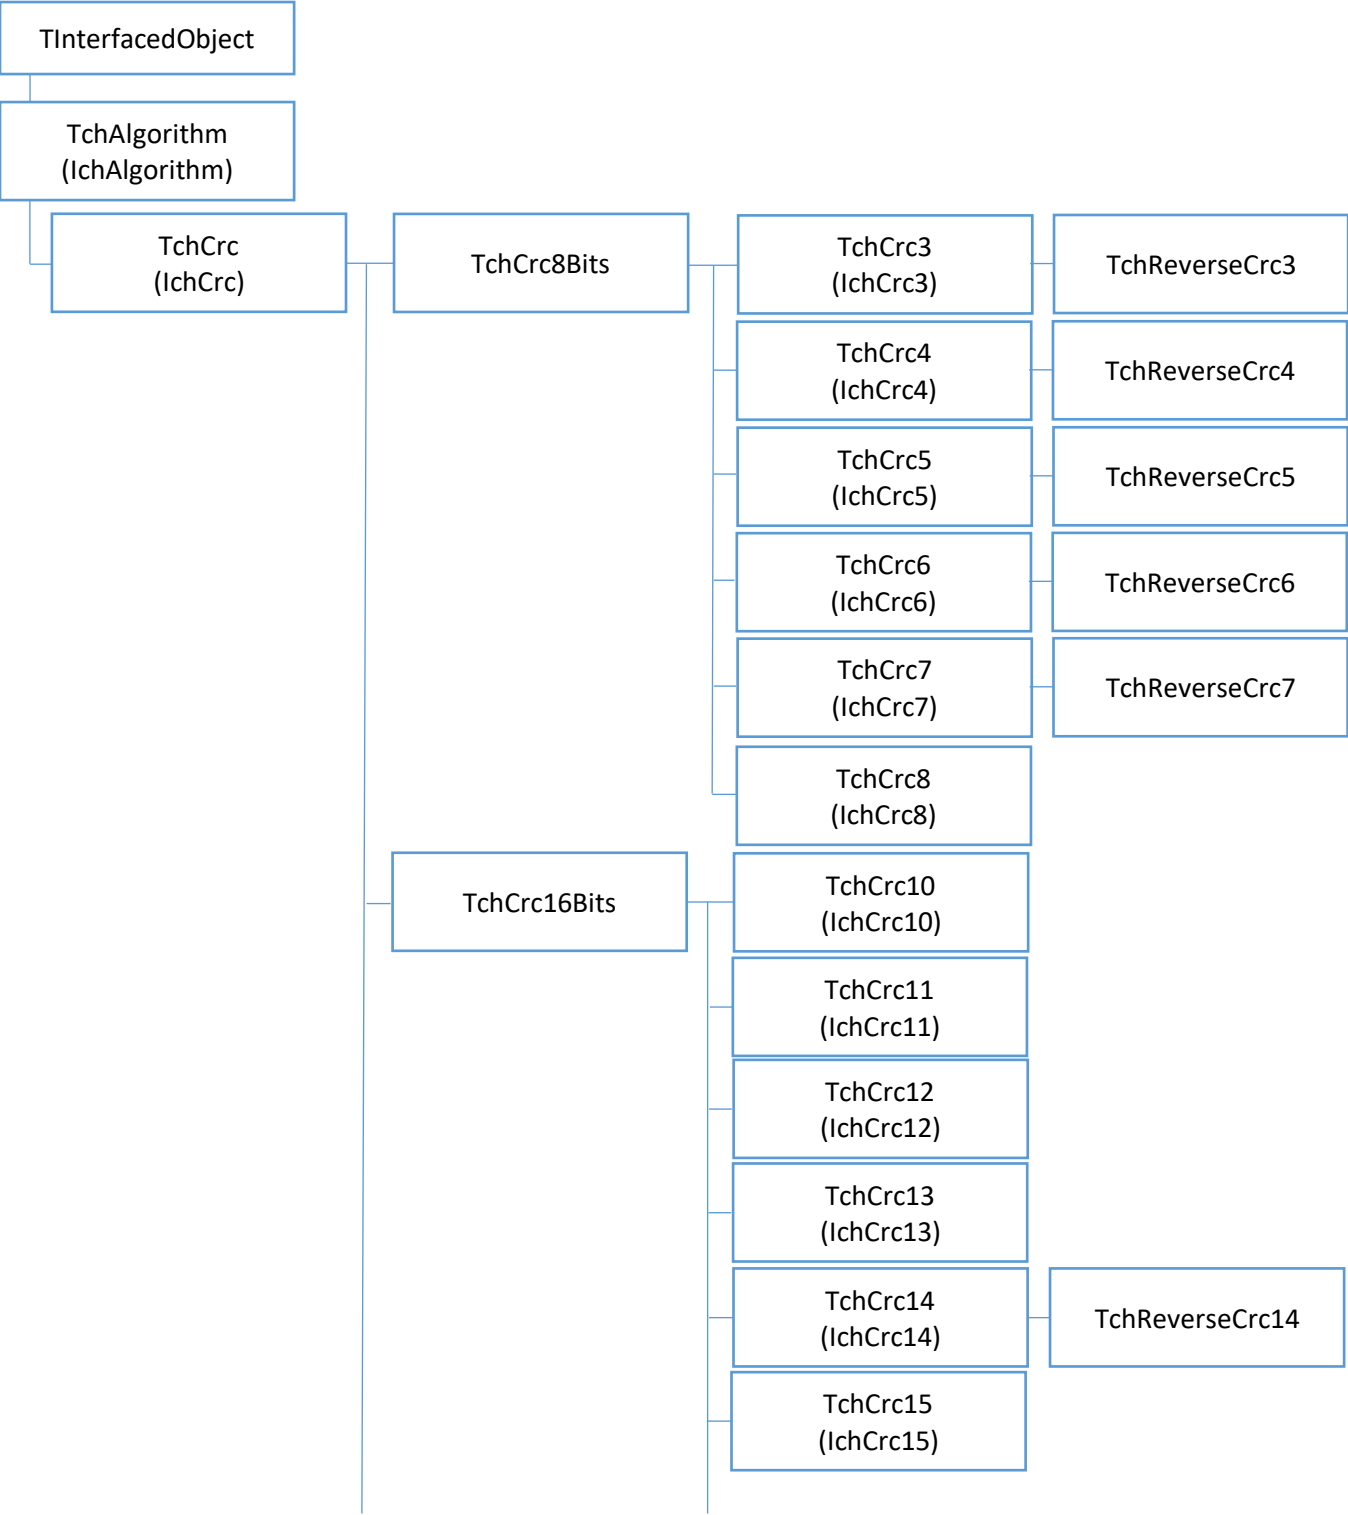 TInterfacedObject
TchAlgorithm
(IchAlgorithm)
TchCrc
(IchCrc)
TchCrc8Bits
TchCrc3
(IchCrc3)
TchReverseCrc3
TchCrc4
(IchCrc4)
TchReverseCrc4
TchCrc5
(IchCrc5)
TchReverseCrc5
TchCrc6
(IchCrc6)
TchReverseCrc6
TchCrc7
(IchCrc7)
TchReverseCrc7
TchCrc8
(IchCrc8)
TchCrc16Bits
TchCrc10
(IchCrc10)
TchCrc11
(IchCrc11)
TchCrc12
(IchCrc12)
TchCrc13
(IchCrc13)
TchCrc14
(IchCrc14)
TchReverseCrc14
TchCrc15
(IchCrc15)